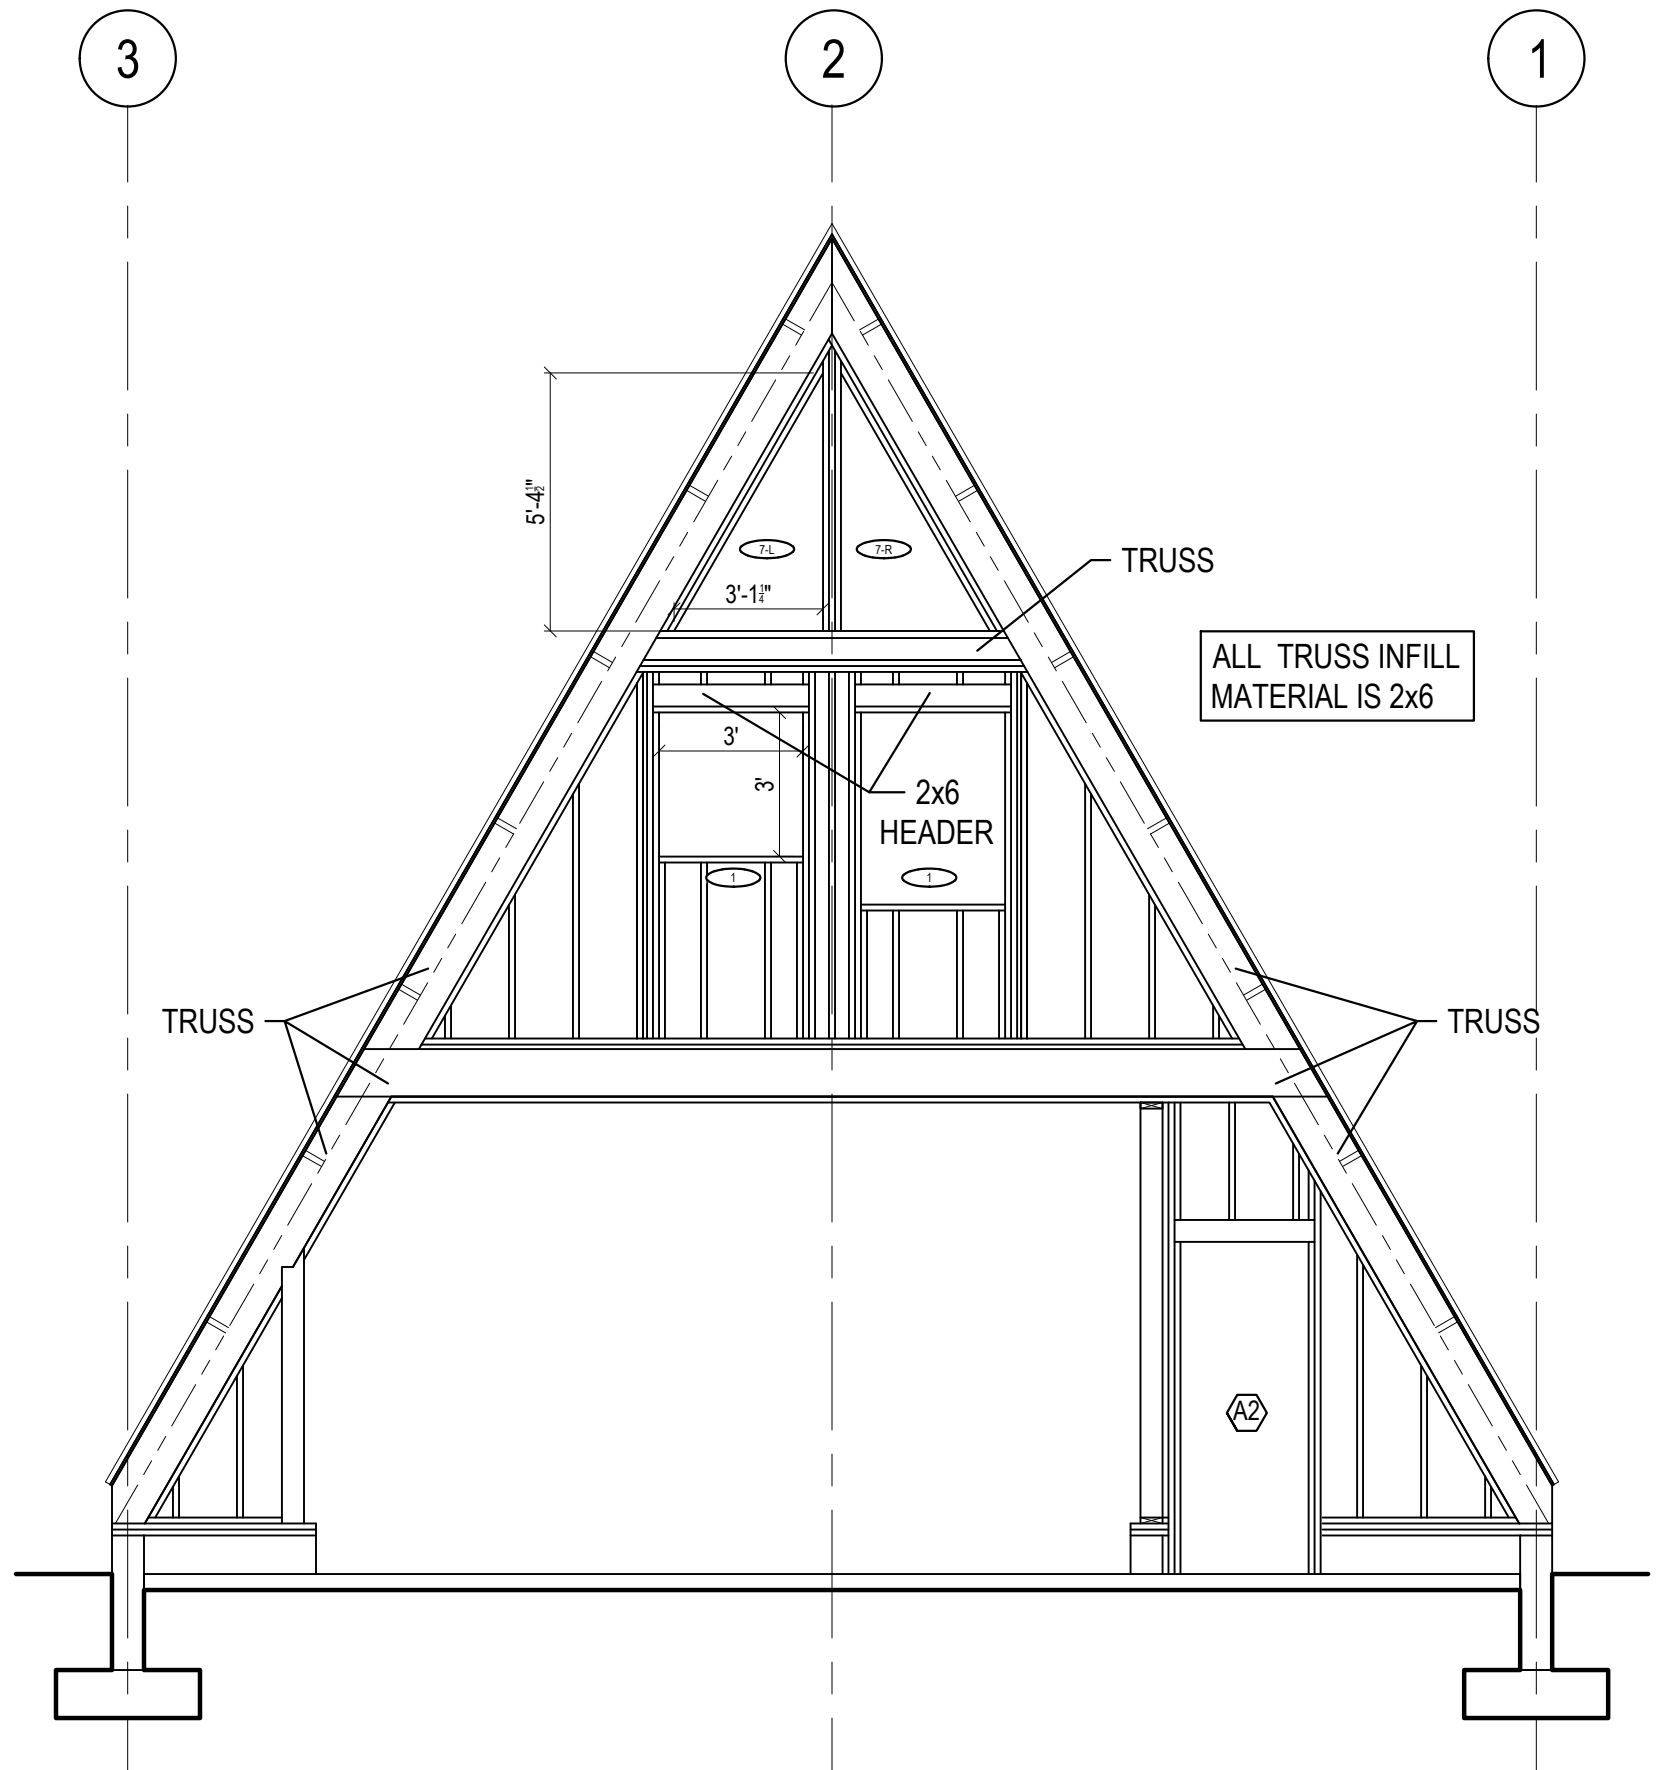 3
2
1
5'-4½"
7-L
7-R
TRUSS
3'-1¼"
ALL TRUSS INFILL
MATERIAL IS 2x6
3'
3'
2x6
HEADER
1
1
TRUSS
TRUSS
A2